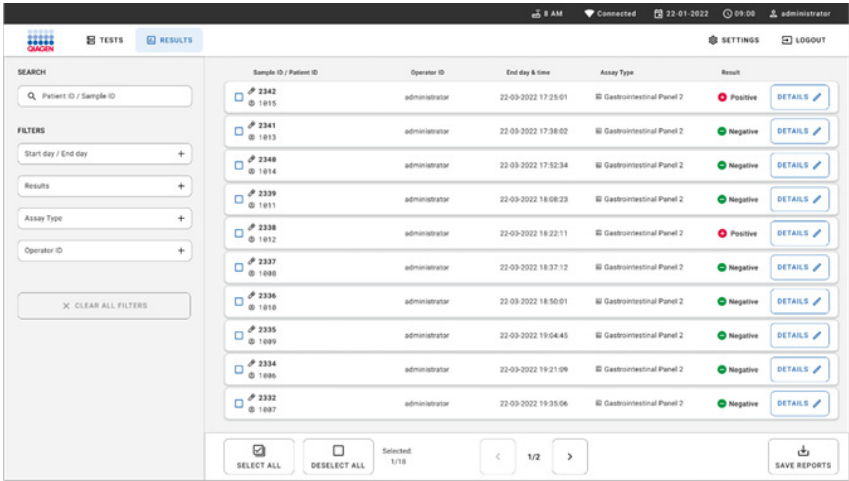 8 AM Connected 22-01-2022 09:00 administrator
QIAGEN TESTS RESULTS SETTINGS LOGOUT
SEARCH
Patient ID / Sample ID
FILTERS
Start day / End day +
Results +
Assay Type +
Operator ID +
CLEAR ALL FILTERS
Sample ID / Patient ID Operator ID End day & time Assay Type Result
2342
1015 administrator 22-03-2022 17:25:01 Gastrointestinal Panel 2 Positive DETAILS
2341
1013 administrator 22-03-2022 17:38:02 Gastrointestinal Panel 2 Negative DETAILS
2340
1014 administrator 22-03-2022 17:52:34 Gastrointestinal Panel 2 Negative DETAILS
2339
1011 administrator 22-03-2022 18:08:23 Gastrointestinal Panel 2 Negative DETAILS
2338
1012 administrator 22-03-2022 18:22:11 Gastrointestinal Panel 2 Positive DETAILS
2337
1008 administrator 22-03-2022 18:37:12 Gastrointestinal Panel 2 Negative DETAILS
2336
1010 administrator 22-03-2022 18:50:01 Gastrointestinal Panel 2 Negative DETAILS
2335
1009 administrator 22-03-2022 19:04:45 Gastrointestinal Panel 2 Negative DETAILS
2334
1006 administrator 22-03-2022 19:21:09 Gastrointestinal Panel 2 Negative DETAILS
2332
1007 administrator 22-03-2022 19:35:06 Gastrointestinal Panel 2 Negative DETAILS
SELECT ALL DESELECT ALL Selected: 1/2 SAVE REPORTS
1/18